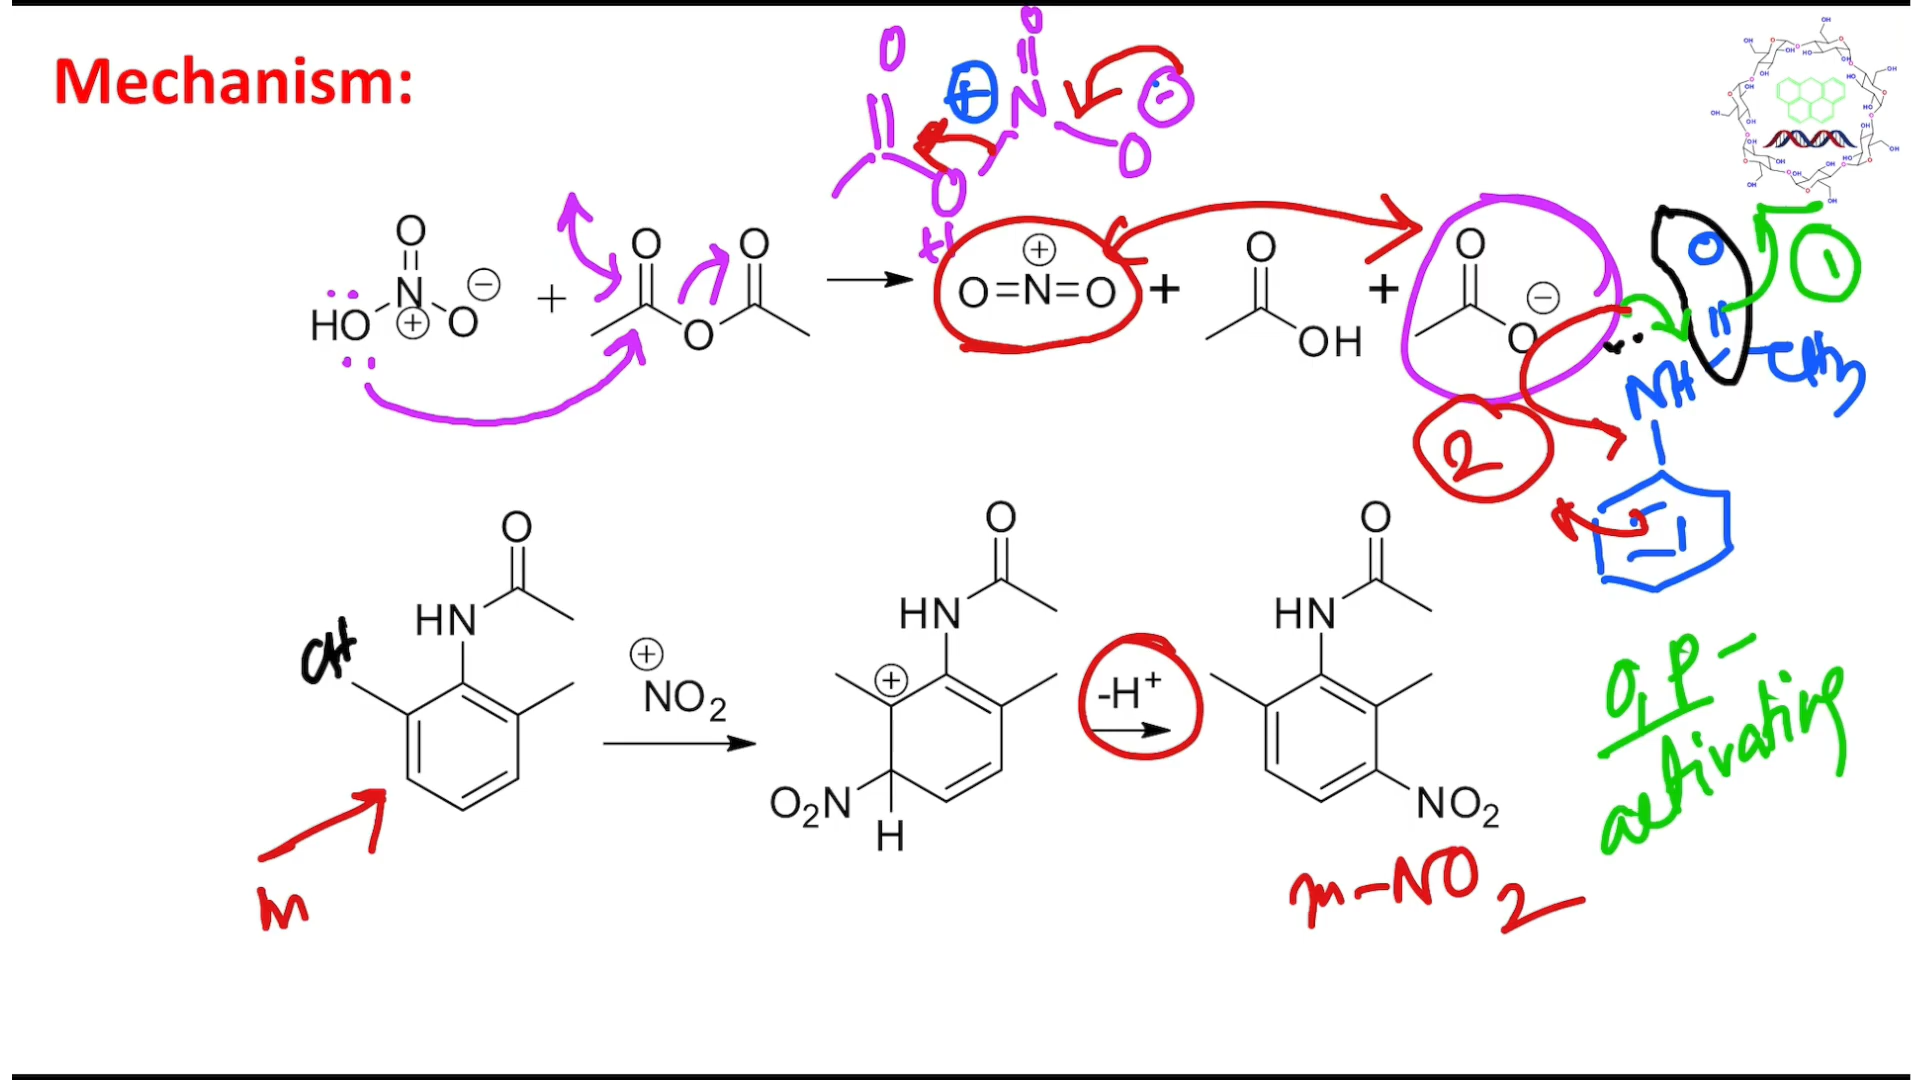 Mechanism:
O
O
N
+
-
O
O
H
O
N
HO
+
O
-
+
O
O
O
+
O=N=O
+
O
OH
+
O
O
-
O
1
NH
CH3
2
O
HN
CH
+
NO2
O
HN
+
O2N
H
-H+
O
HN
NO2
m
m-NO2
O, P-
activating